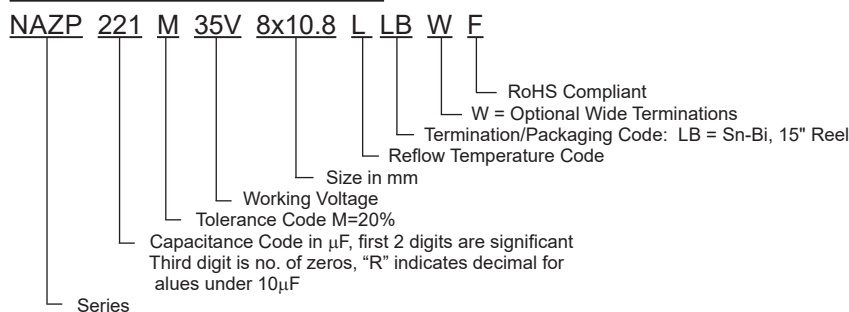 NAZP 221 M 35V 8x10.8 L LB W F
RoHS Compliant
W = Optional Wide Terminations
Termination/Packaging Code: LB = Sn-Bi, 15" Reel
Reflow Temperature Code
Size in mm
Working Voltage
Tolerance Code M=20%
Capacitance Code in μF, first 2 digits are significant
Third digit is no. of zeros, “R” indicates decimal for
alues under 10μF
Series